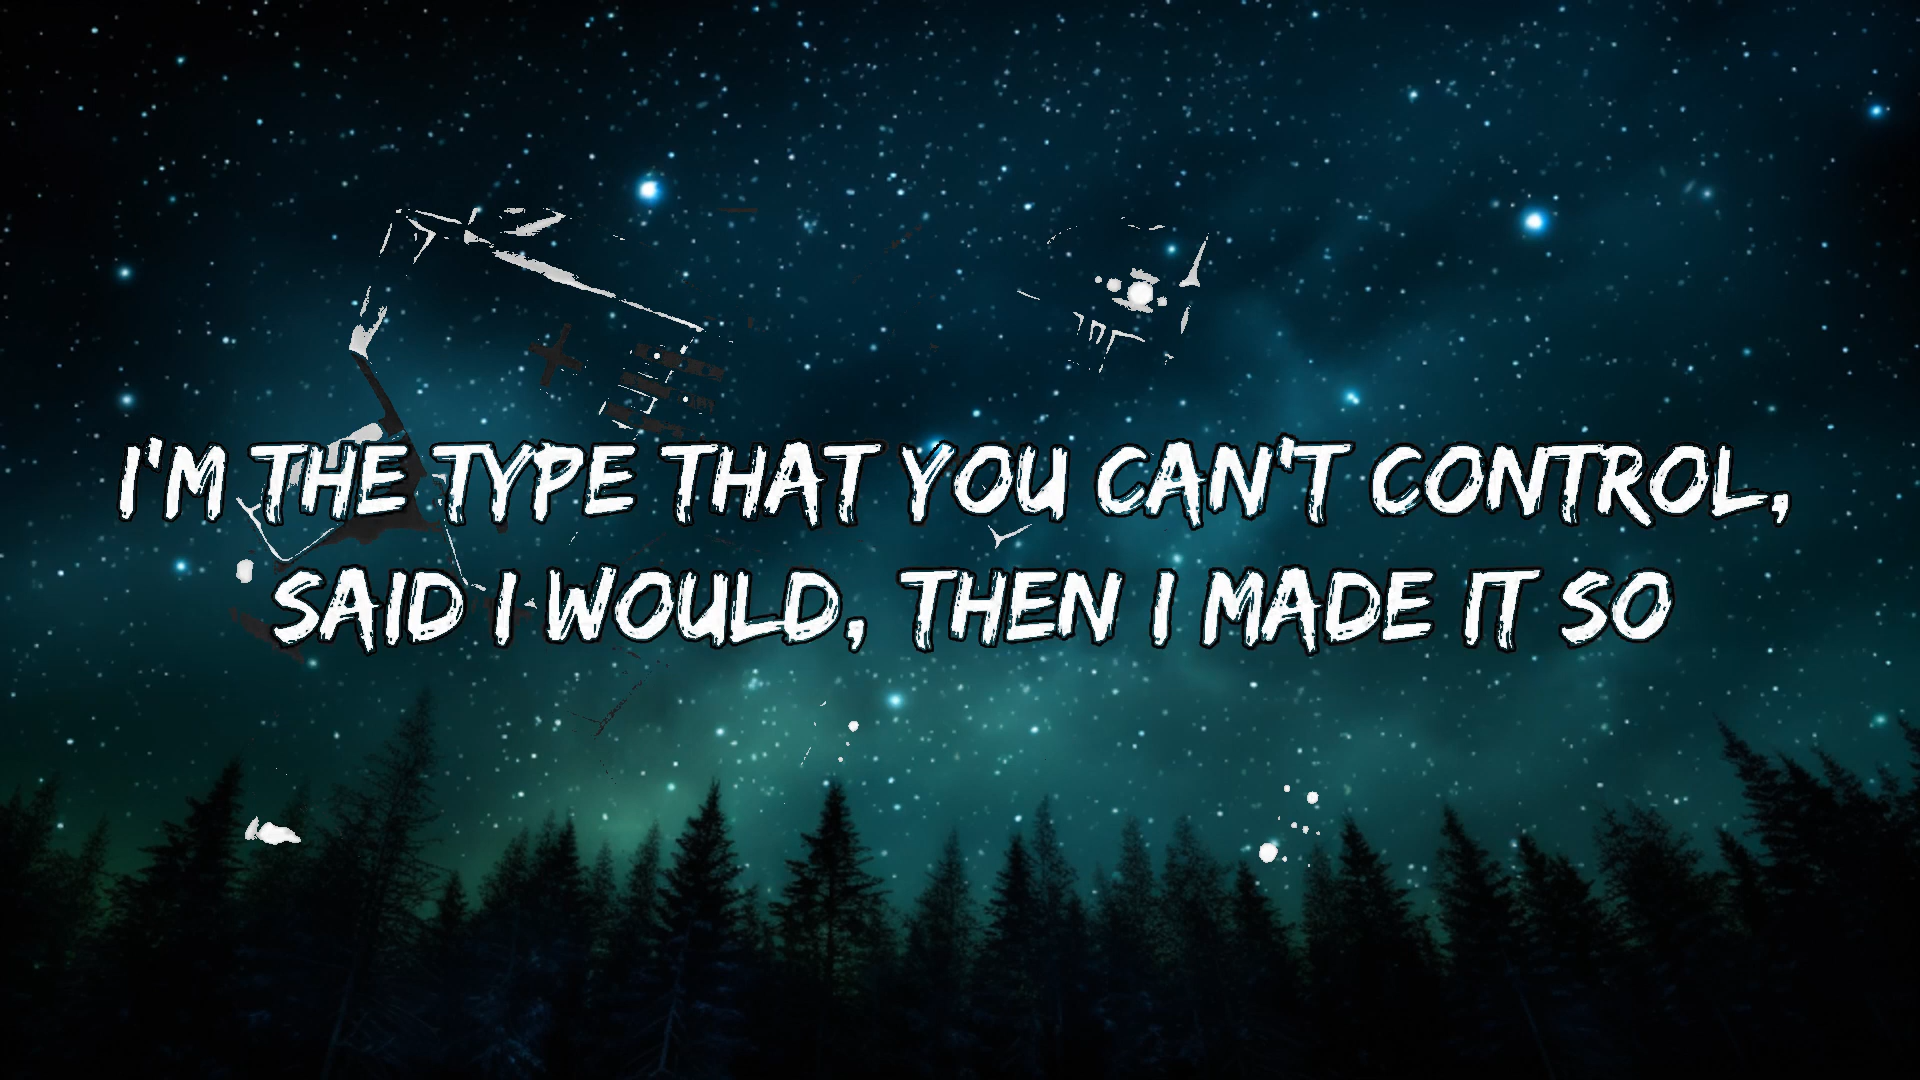 I'M THE TYPE THAT YOU CAN'T CONTROL,
SAID I WOULD, THEN I MADE IT SO